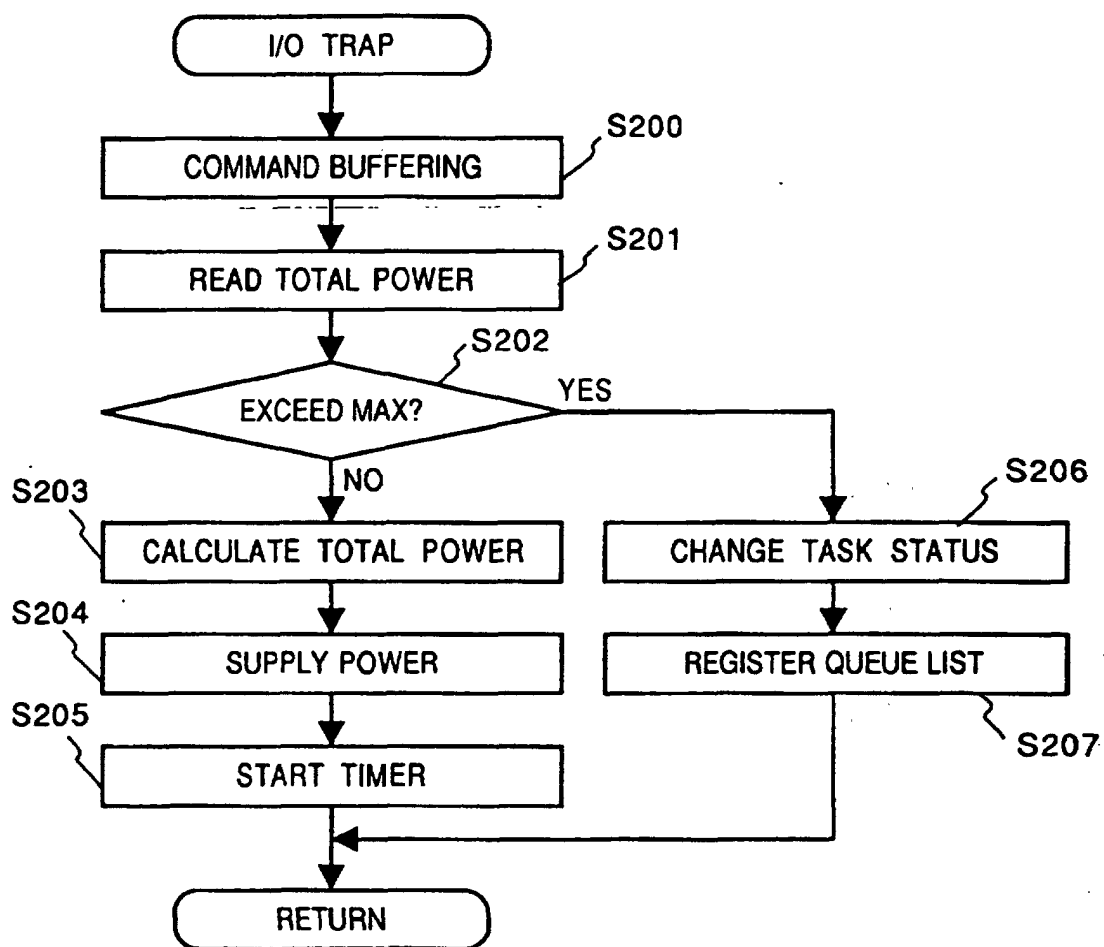 I/O TRAP
S200
COMMAND BUFFERING
S201
READ TOTAL POWER
S202
EXCEED MAX?
YES
NO
S203
CALCULATE TOTAL POWER
S206
CHANGE TASK STATUS
S204
SUPPLY POWER
REGISTER QUEUE LIST
S207
S205
START TIMER
RETURN